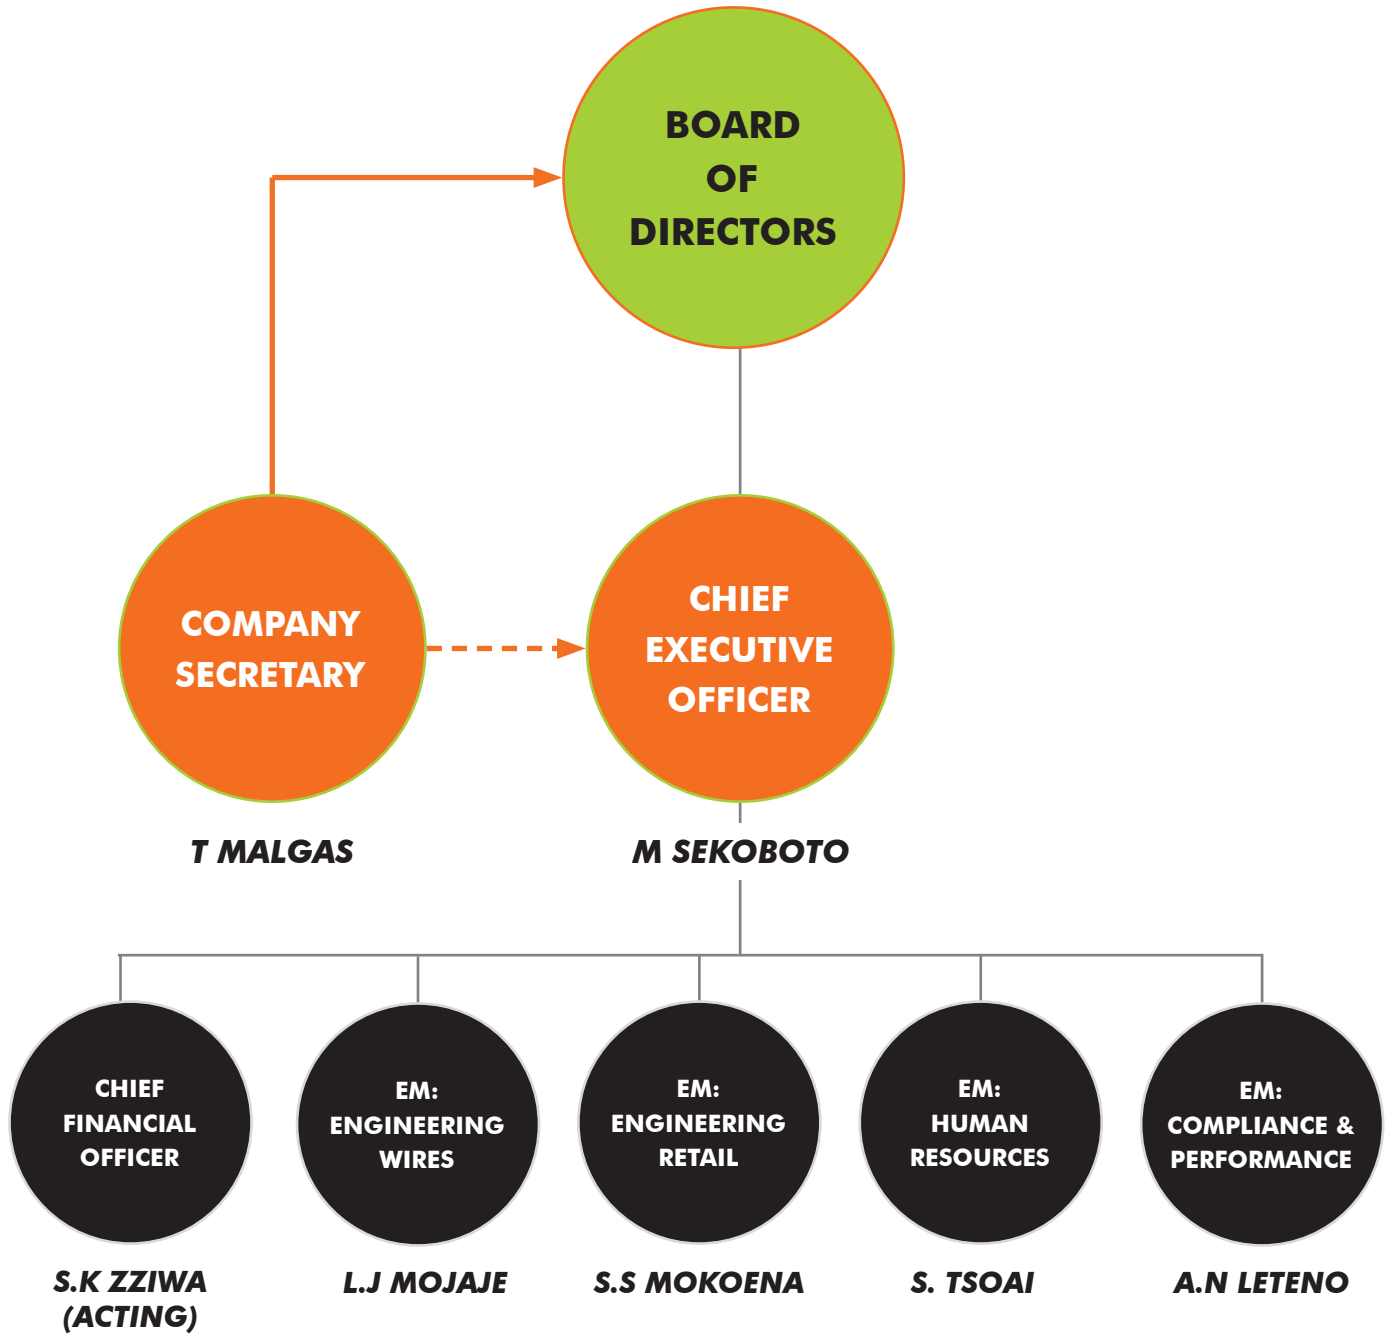 BOARD
OF
DIRECTORS
COMPANY
SECRETARY
T MALGAS
CHIEF
EXECUTIVE
OFFICER
M SEKOBOTO
CHIEF
FINANCIAL
OFFICER
S.K ZZIWA
(ACTING)
EM:
ENGINEERING
WIRES
L.J MOJAJE
EM:
ENGINEERING
RETAIL
S.S MOKOENA
EM:
HUMAN
RESOURCES
S. TSOAI
EM:
COMPLIANCE &
PERFORMANCE
A.N LETENO